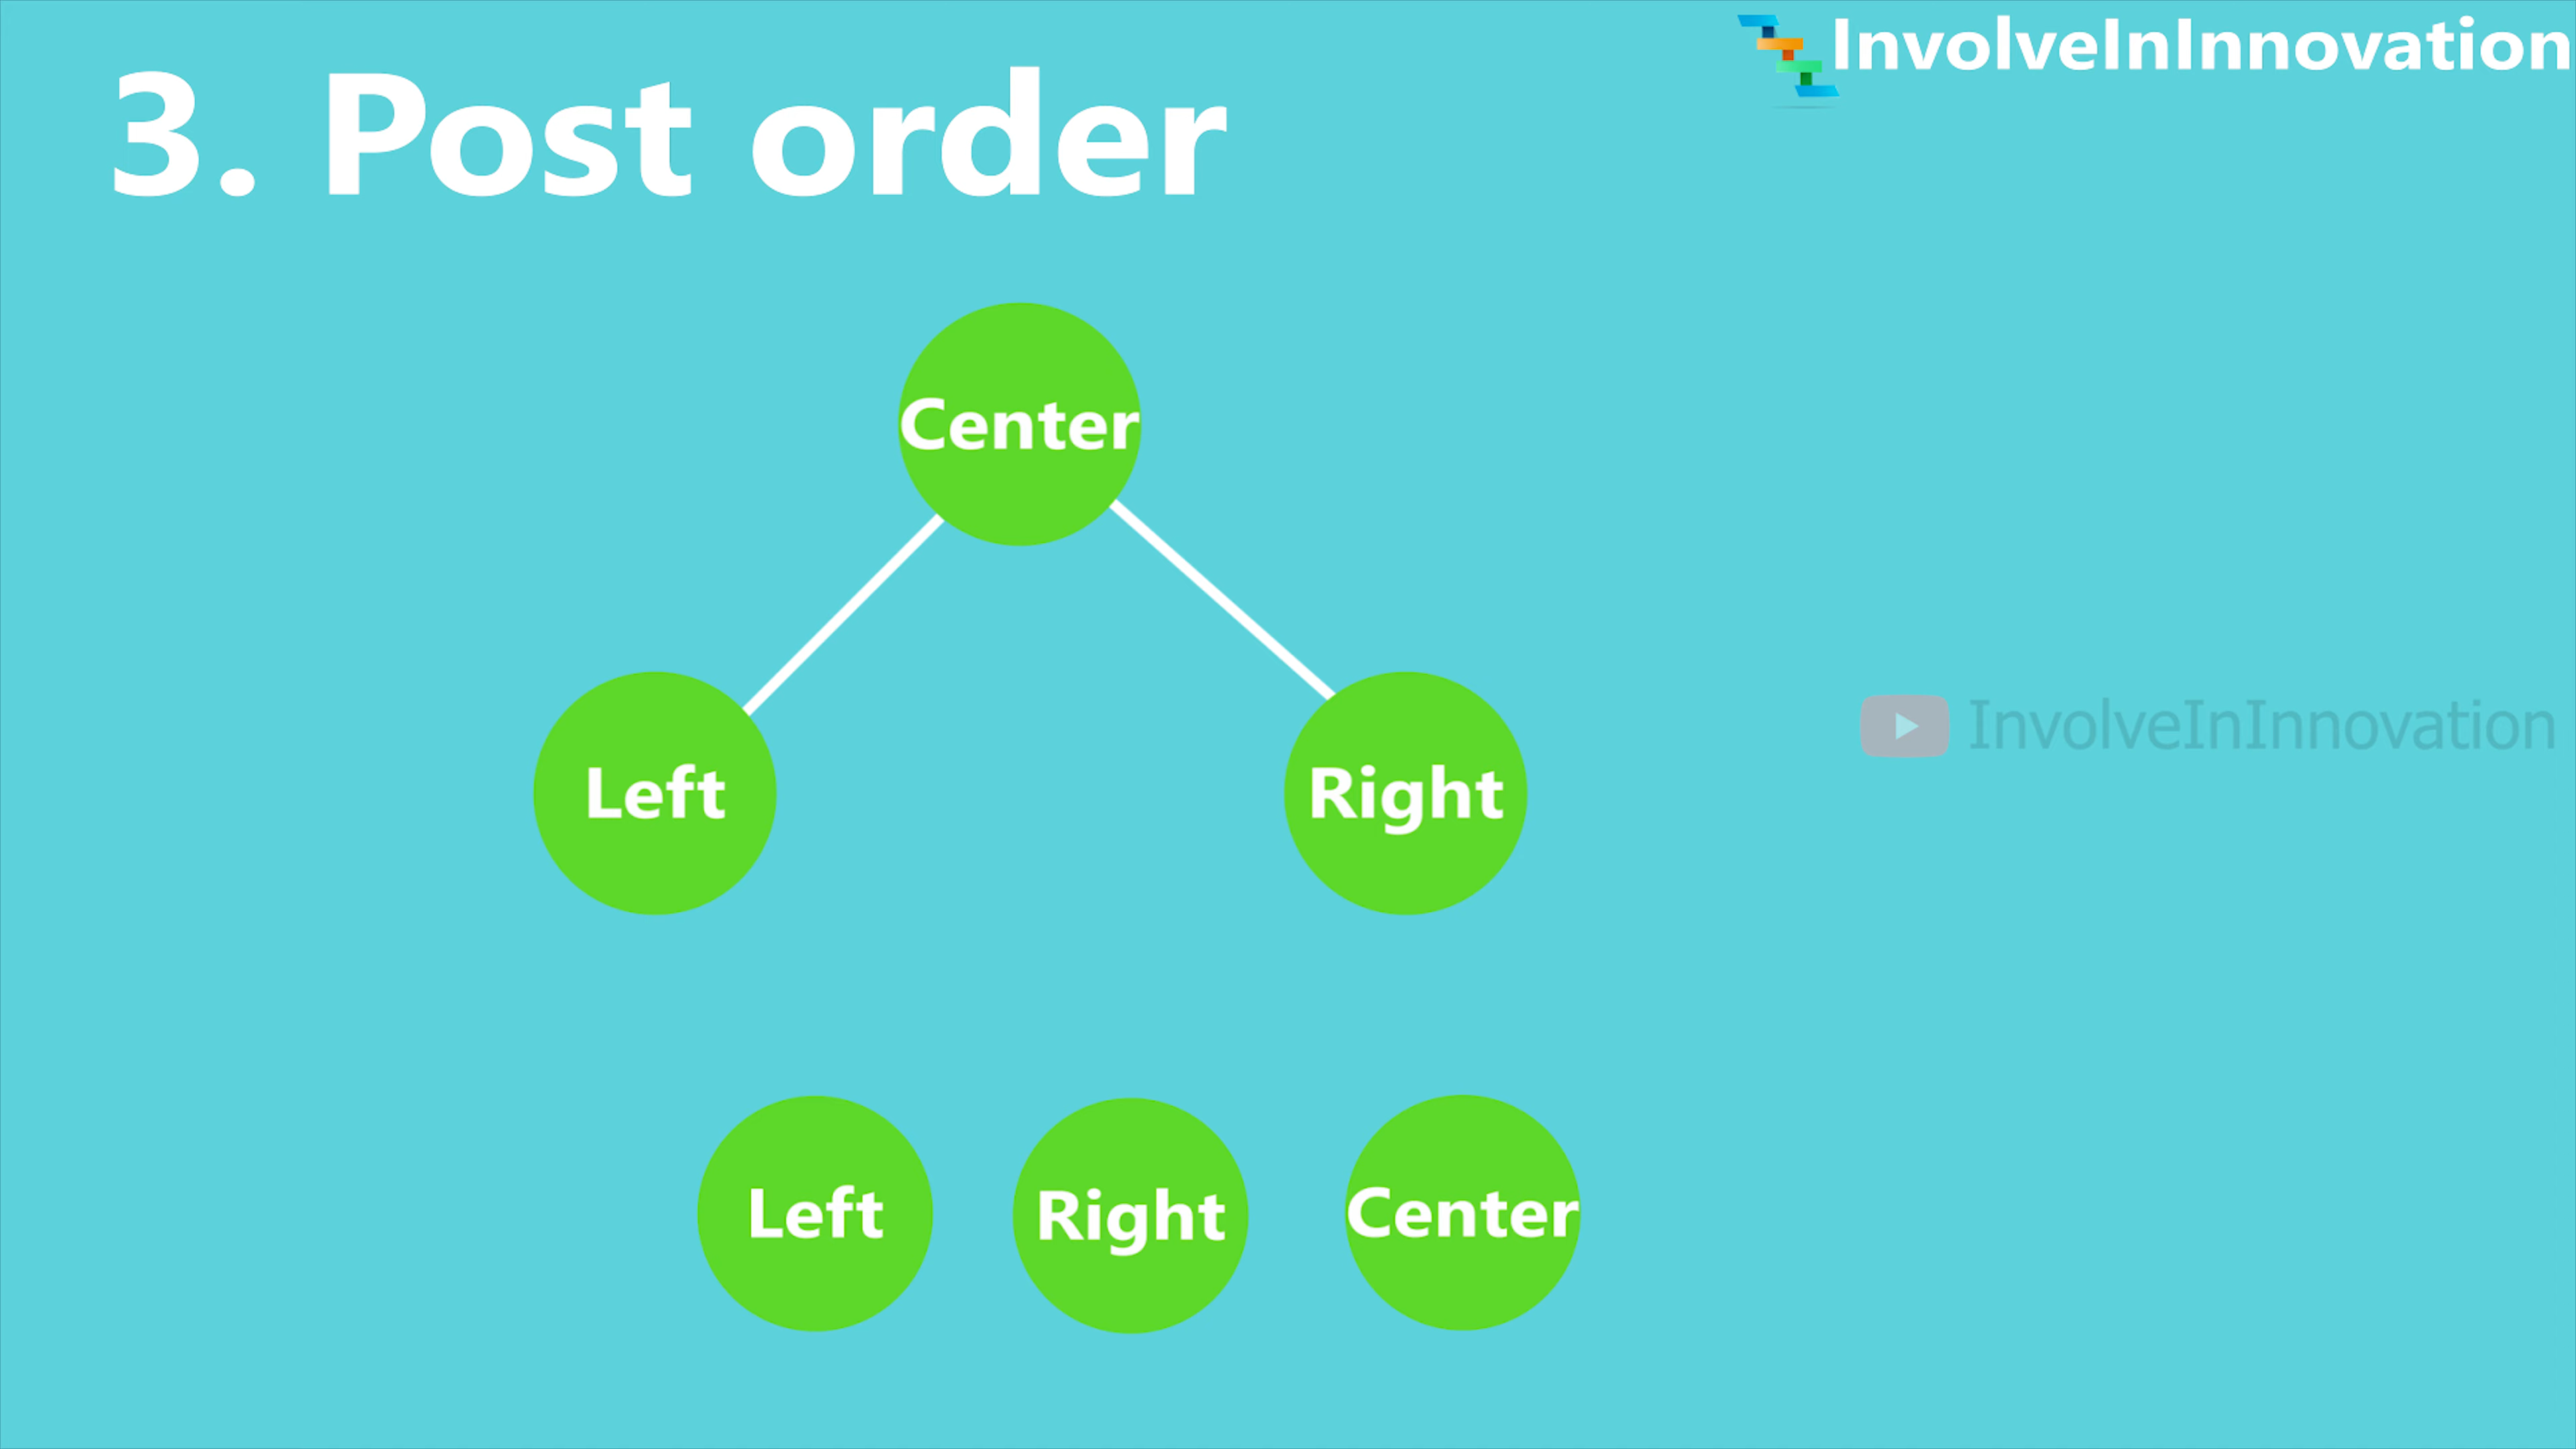 InvolveInInnovation
3. Post order
Center
Left
Right
InvolveInInnovation
Left Right Center